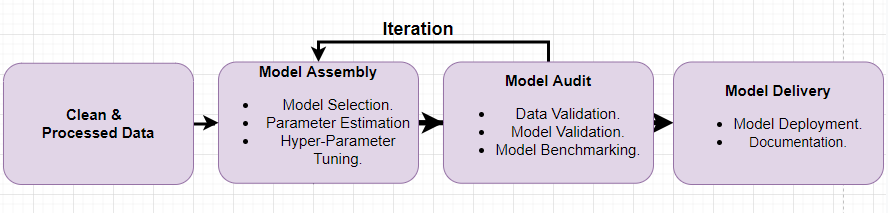 Iteration
Clean &
Processed Data
Model Assembly
• Model Selection.
• Parameter Estimation
• Hyper-Parameter
Tuning.
Model Audit
• Data Validation.
• Model Validation.
• Model Benchmarking.
Model Delivery
• Model Deployment.
• Documentation.